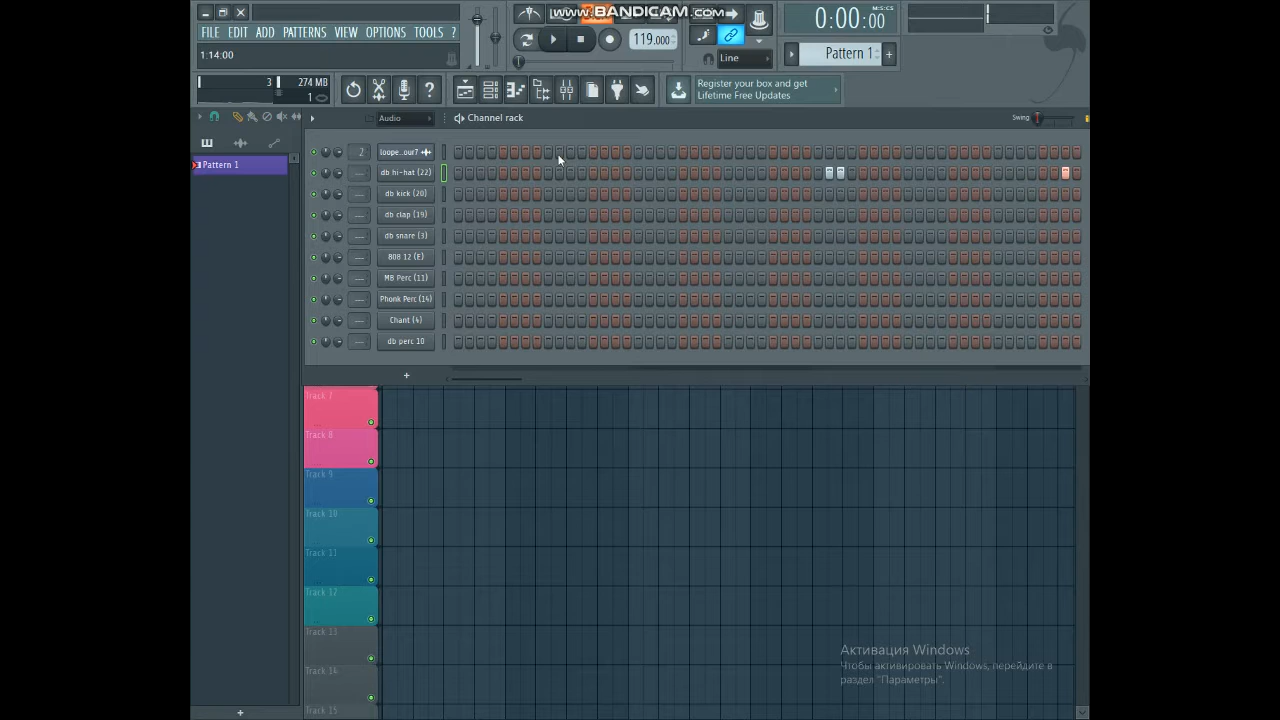 www.BANDICAM.com
0:00:00
M:S:CS
FILE EDIT ADD PATTERNS VIEW OPTIONS TOOLS ?
119.000
Line
Pattern 1
1:14:00
3
274 MB
1
Register your box and get
Lifetime Free Updates
Audio
Channel rack
Swing
Pattern 1
2 loope..our7
db hi-hat (22)
db kick (20)
db clap (19)
db snare (3)
808 12 (E)
MB Perc (11)
Phonk Perc (14)
Chant (4)
db perc 10
Track 7
Track 8
Track 9
Track 10
Track 11
Track 12
Track 13
Track 14
Track 15
Активация Windows
Чтобы активировать Windows, перейдите в
раздел "Параметры".